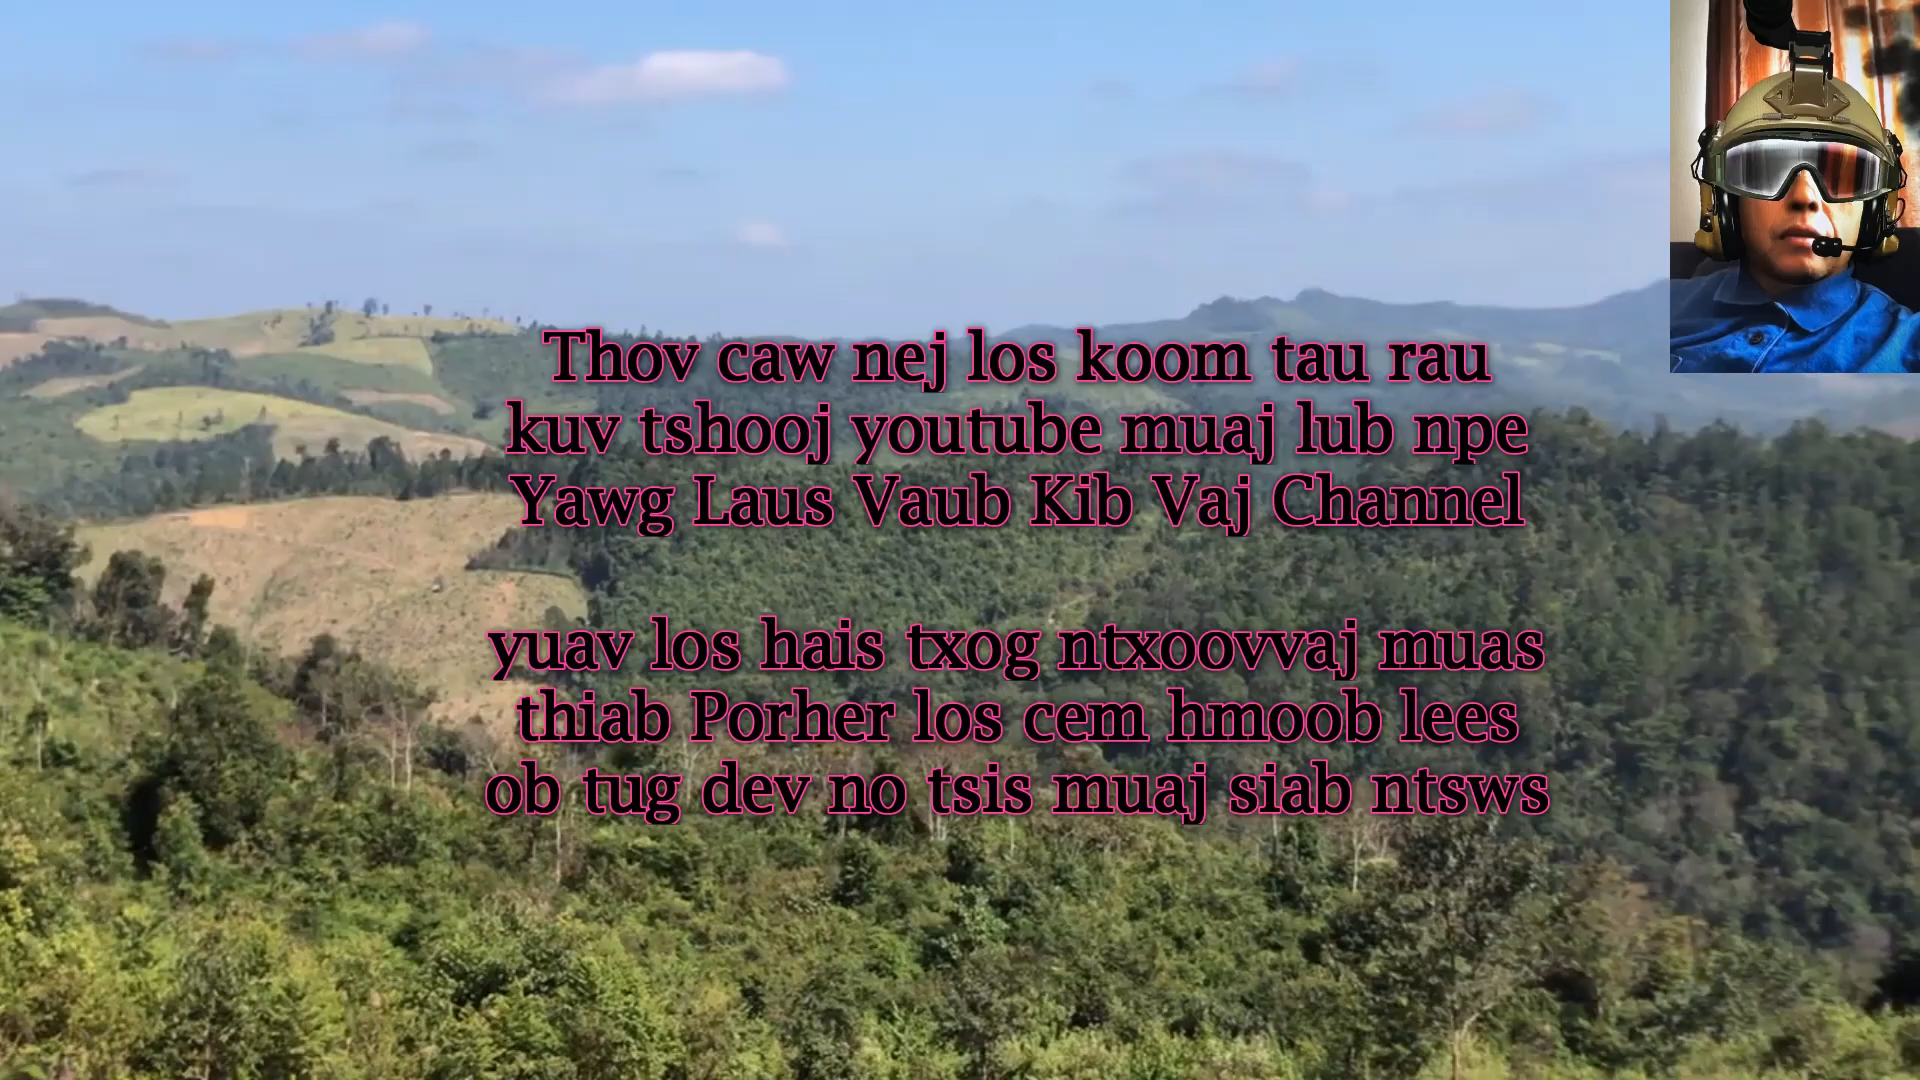 Thov caw nej los koom tau rau
kuv tshooj youtube muaj lub npe
Yawg Laus Vaub Kib Vaj Channel
yuav los hais txog ntxoovvaj muas
thiab Porher los cem hmoob lees
ob tug dev no tsis muaj siab ntsws